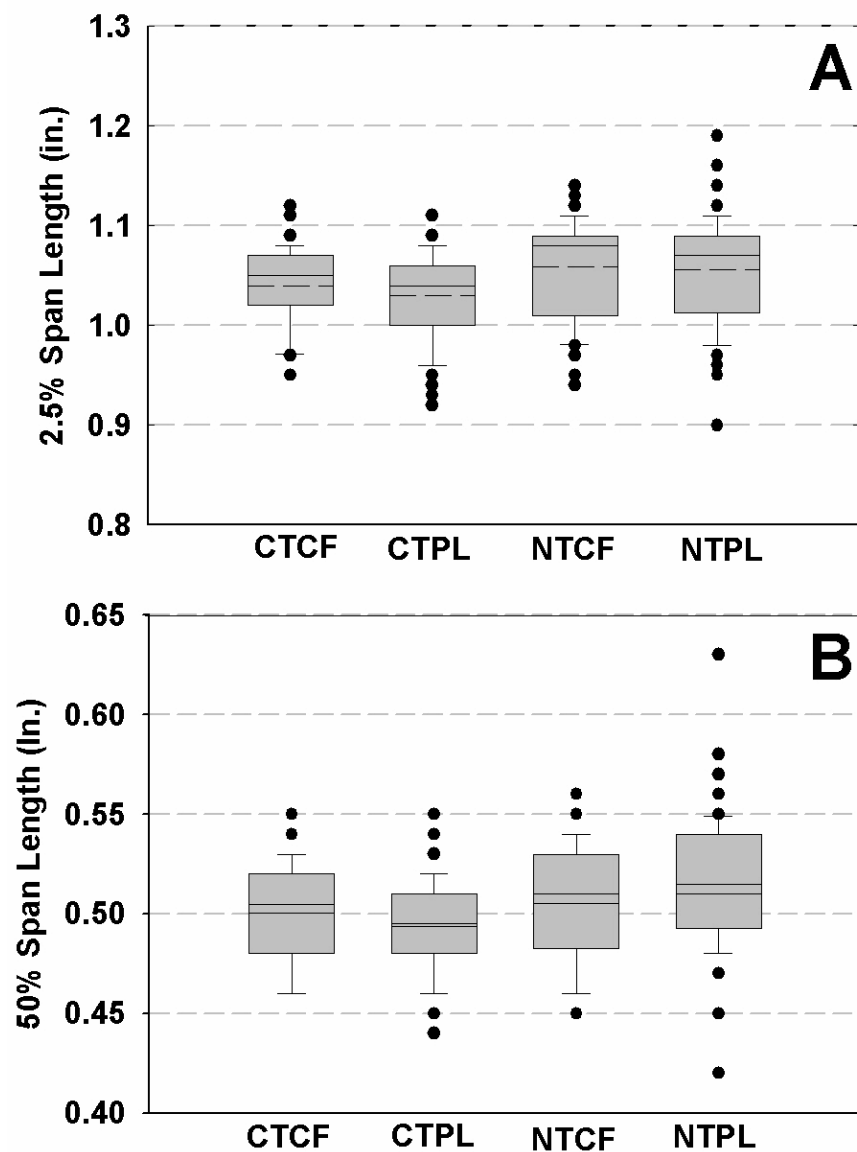 A
2.5% Span Length (in.)
1.3
1.2
1.1
1.0
0.9
0.8
CTCF CTPL NTCF NTPL
B
50% Span Length (In.)
0.65
0.60
0.55
0.50
0.45
0.40
CTCF CTPL NTCF NTPL